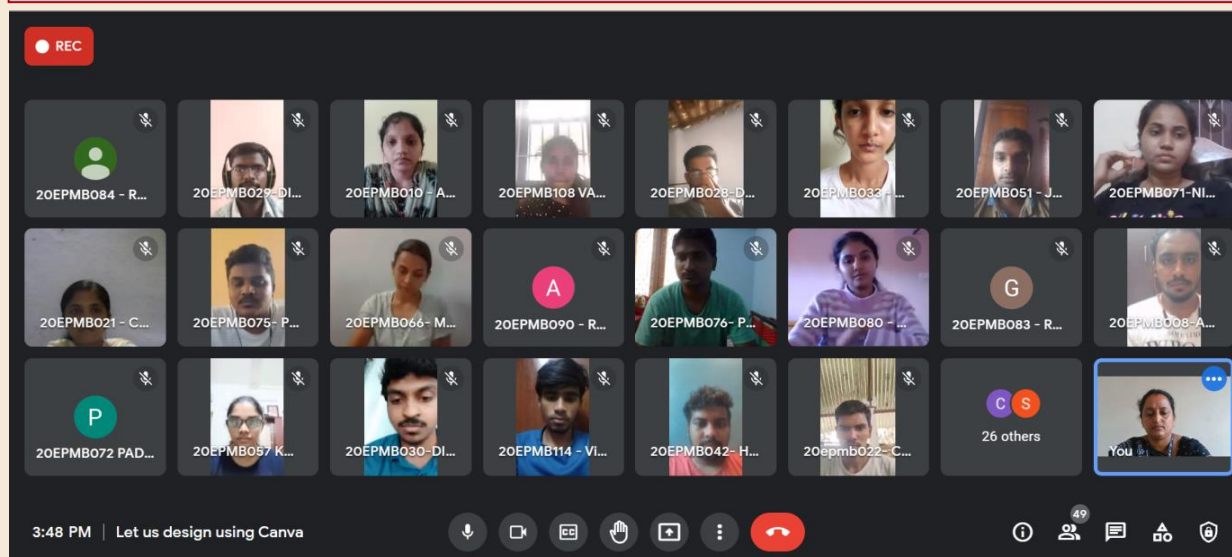 REC
20EPMB084 - R...
20EPMB029-DI...
20EPMB010 - A...
20EPMB108 VA...
20EPMB028-D...
20EPMB033 - ...
20EPMB051 - J...
20EPMB071-NI...
20EPMB021 - C...
20EPMB075- P...
20EPMB066- M...
A
20EPMB090 - R...
20EPMB076- P...
20EPMB080 - ...
G
20EPMB083 - R...
20EPMB008-A...
P
20EPMB072 PAD...
20EPMB057 K...
20EPMB030-DI...
20EPMB114 - Vi...
20EPMB042- H...
20epmb022- C...
C S
26 others
You
3:48 PM | Let us design using Canva
CC
49